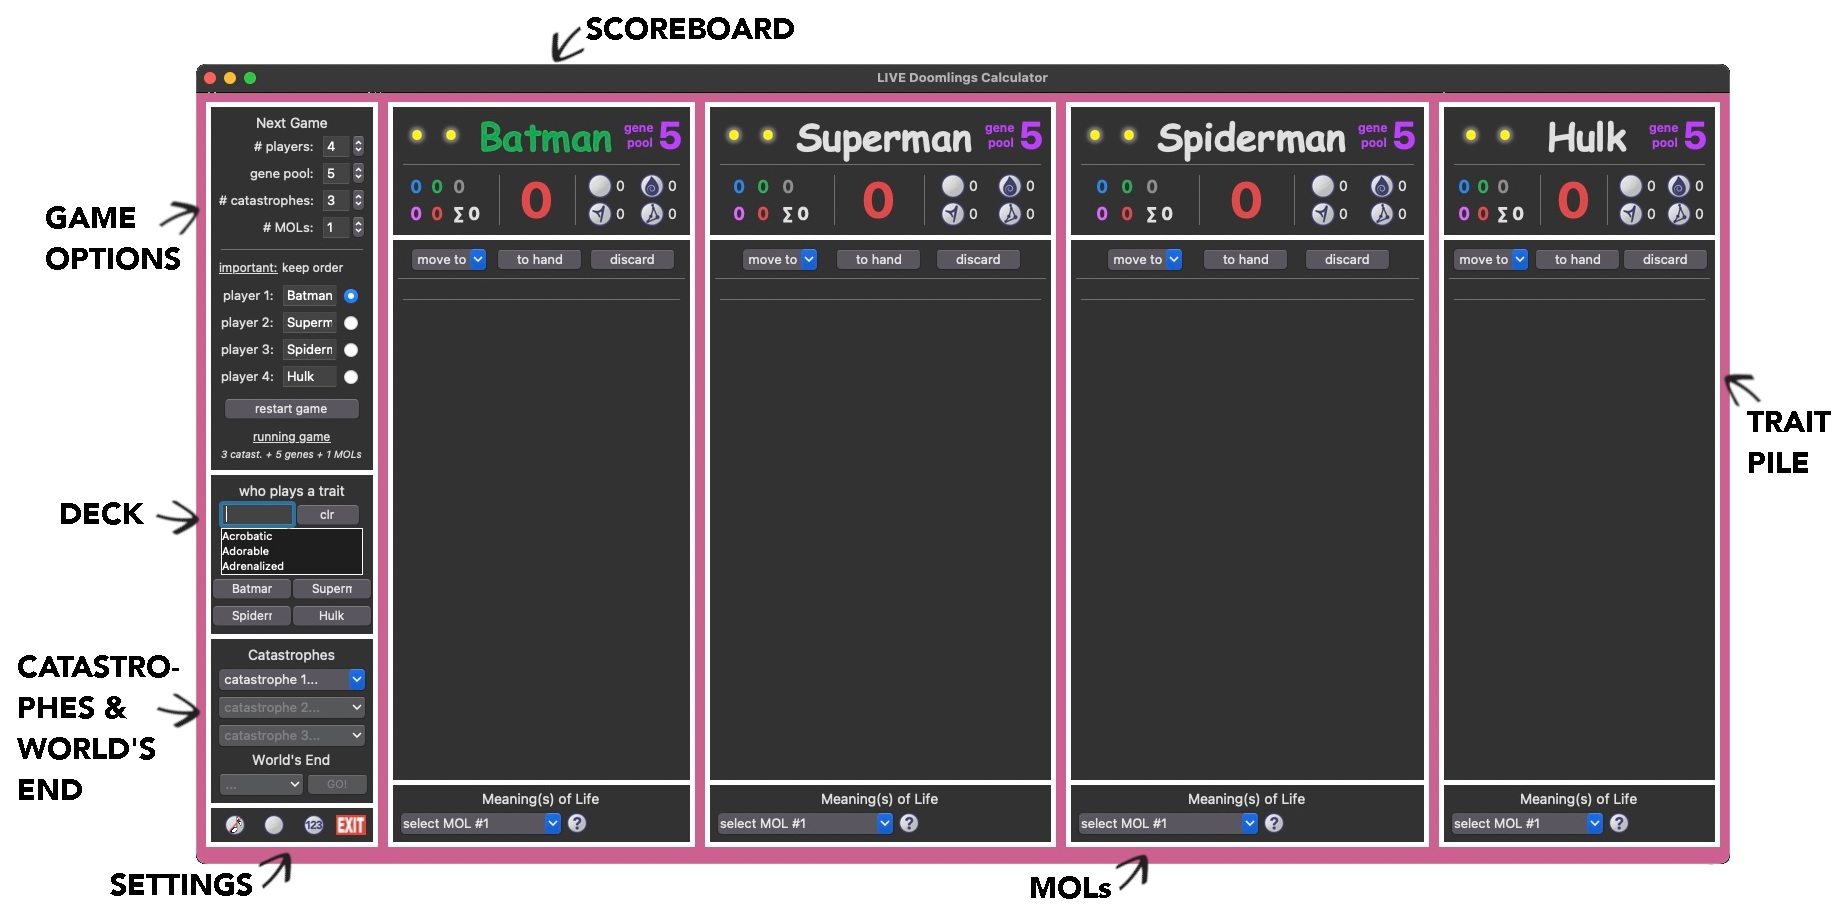 SCOREBOARD
LIVE Doomlings Calculator
GAME
OPTIONS
Next Game
# players: 4
gene pool: 5
# catastrophes: 3
# MOLs: 1
important: keep order
player 1: Batman
player 2: Superm
player 3: Spidern
player 4: Hulk
restart game
running game
3 catast. + 5 genes + 1 MOLs
DECK
who plays a trait
clr
Acrobatic
Adorable
Adrenalized
Batmar Superm
Spiderr Hulk
CATASTRO-
PHES &
WORLD'S
END
Catastrophes
catastrophe 1...
catastrophe 2...
catastrophe 3...
World's End
... GO!
123 EXIT
SETTINGS
Batman gene pool 5
0 0 0 0 0 0
0 0 Σ 0 0 0
move to to hand discard
Meaning(s) of Life
select MOL #1 ?
Superman gene pool 5
0 0 0 0 0 0
0 0 Σ 0 0 0
move to to hand discard
Meaning(s) of Life
select MOL #1 ?
Spiderman gene pool 5
0 0 0 0 0 0
0 0 Σ 0 0 0
move to to hand discard
Meaning(s) of Life
select MOL #1 ?
MOLs
Hulk gene pool 5
0 0 0 0 0 0
0 0 Σ 0 0 0
move to to hand discard
Meaning(s) of Life
select MOL #1 ?
TRAIT
PILE